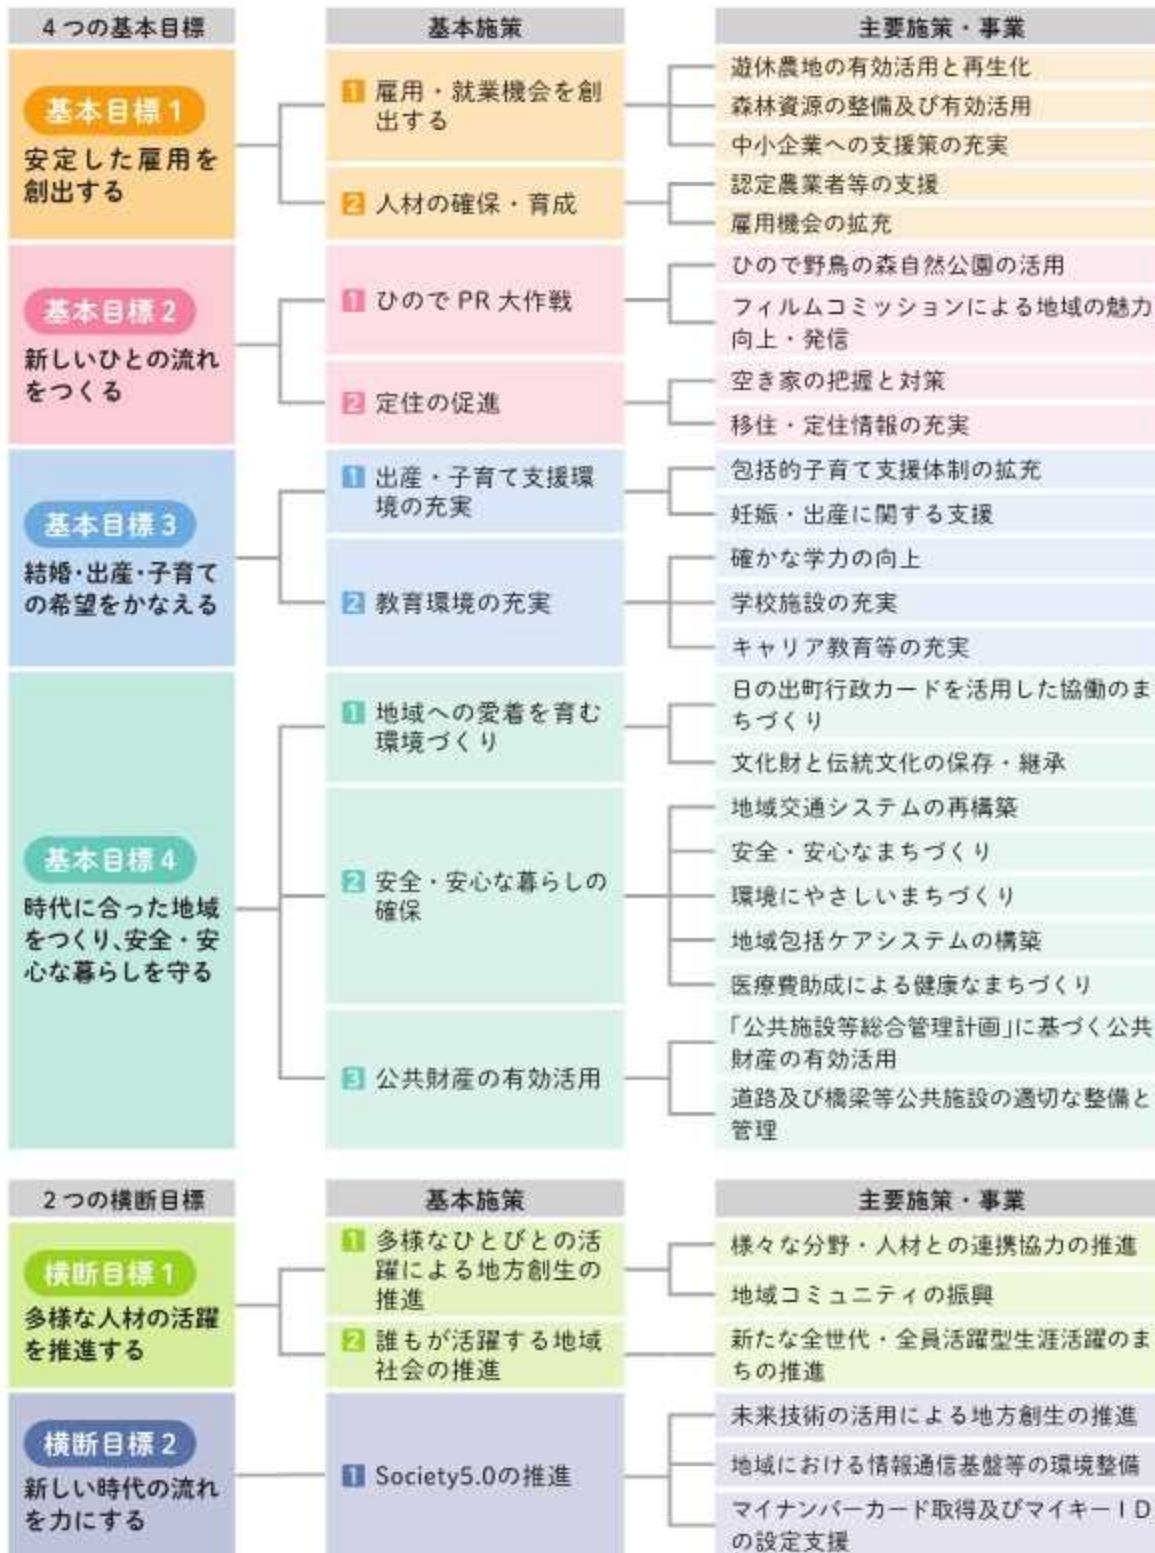 4つの基本目標
基本施策
主要施策・事業
基本目標1
安定した雇用を
創出する
1 雇用・就業機会を創
出する
遊休農地の有効活用と再生化
森林資源の整備及び有効活用
中小企業への支援策の充実
2 人材の確保・育成
認定農業者等の支援
雇用機会の拡充
基本目標2
新しいひとの流れ
をつくる
1 ひので PR 大作戦
ひので野鳥の森自然公園の活用
フィルムコミッションによる地域の魅力
向上・発信
2 定住の促進
空き家の把握と対策
移住・定住情報の充実
基本目標3
結婚・出産・子育て
の希望をかなえる
1 出産・子育て支援環
境の充実
包括的子育て支援体制の拡充
妊娠・出産に関する支援
2 教育環境の充実
確かな学力の向上
学校施設の充実
キャリア教育等の充実
基本目標4
時代に合った地域
をつくり、安全・安
心な暮らしを守る
1 地域への愛着を育む
環境づくり
日の出町行政カードを活用した協働のま
ちづくり
文化財と伝統文化の保存・継承
2 安全・安心な暮らしの
確保
地域交通システムの再構築
安全・安心なまちづくり
環境にやさしいまちづくり
地域包括ケアシステムの構築
医療費助成による健康なまちづくり
3 公共財産の有効活用
「公共施設等総合管理計画」に基づく公共
財産の有効活用
道路及び橋梁等公共施設の適切な整備と
管理
2つの横断目標
基本施策
主要施策・事業
横断目標1
多様な人材の活躍
を推進する
1 多様なひとびとの活
躍による地方創生の
推進
様々な分野・人材との連携協力の推進
地域コミュニティの振興
2 誰もが活躍する地域
社会の推進
新たな全世代・全員活躍型生涯活躍のま
ちの推進
横断目標2
新しい時代の流れ
を力にする
1 Society5.0の推進
未来技術の活用による地方創生の推進
地域における情報通信基盤等の環境整備
マイナンバーカード取得及びマイキーID
の設定支援